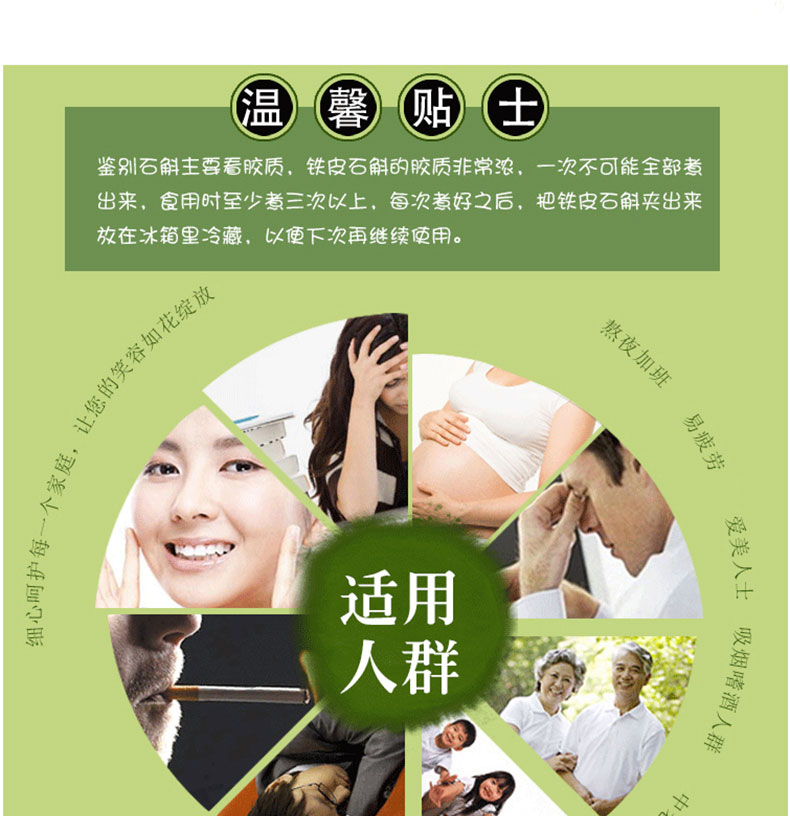 温馨贴士
鉴别石斛主要看胶质，铁皮石斛的胶质非常浓，一次不可能全部煮
出来，食用时至少煮三次以上，每次煮好之后，把铁皮石斛夹出来
放在冰箱里冷藏，以便下次再继续使用。
细心呵护每一个家庭，让您的笑容如花绽放
熬夜加班
易疲劳
爱美人士
吸烟嗜酒人群
中
适用
人群